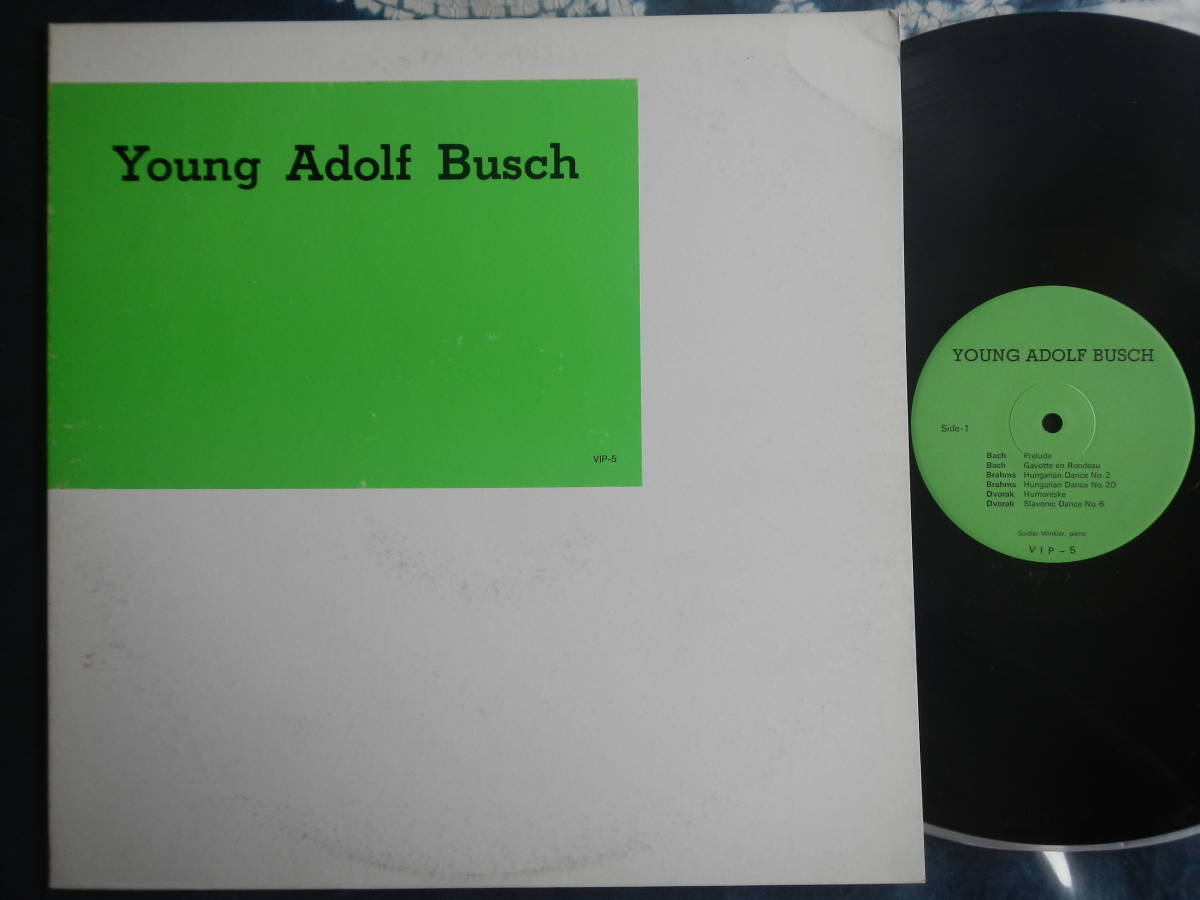 Young Adolf Busch
VIP-5
YOUNG ADOLF BUSCH
Side-1
Bach Prelude
Bach Gavotte en Rondeau
Brahms Hungarian Dance No.2
Brahms Hungarian Dance No.20
Dvorak Humoreske
Dvorak Slavonic Dance No.6
Seidler-Winkler, piano
VIP-5